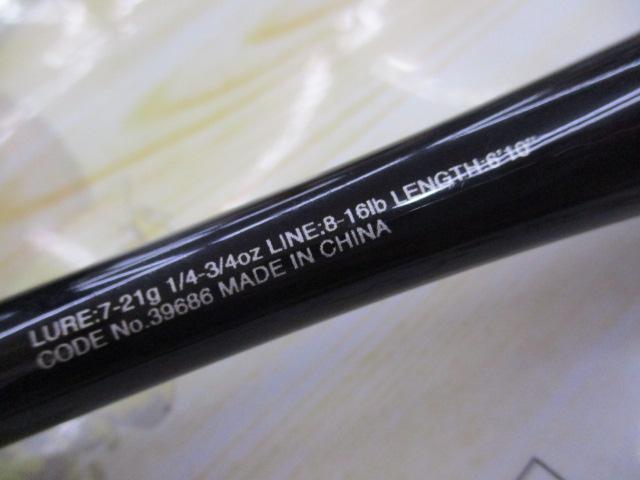 LURE:7-21g 1/4-3/4oz LINE:8-16lb LENGTH:6'10"
CODE No.39686 MADE IN CHINA